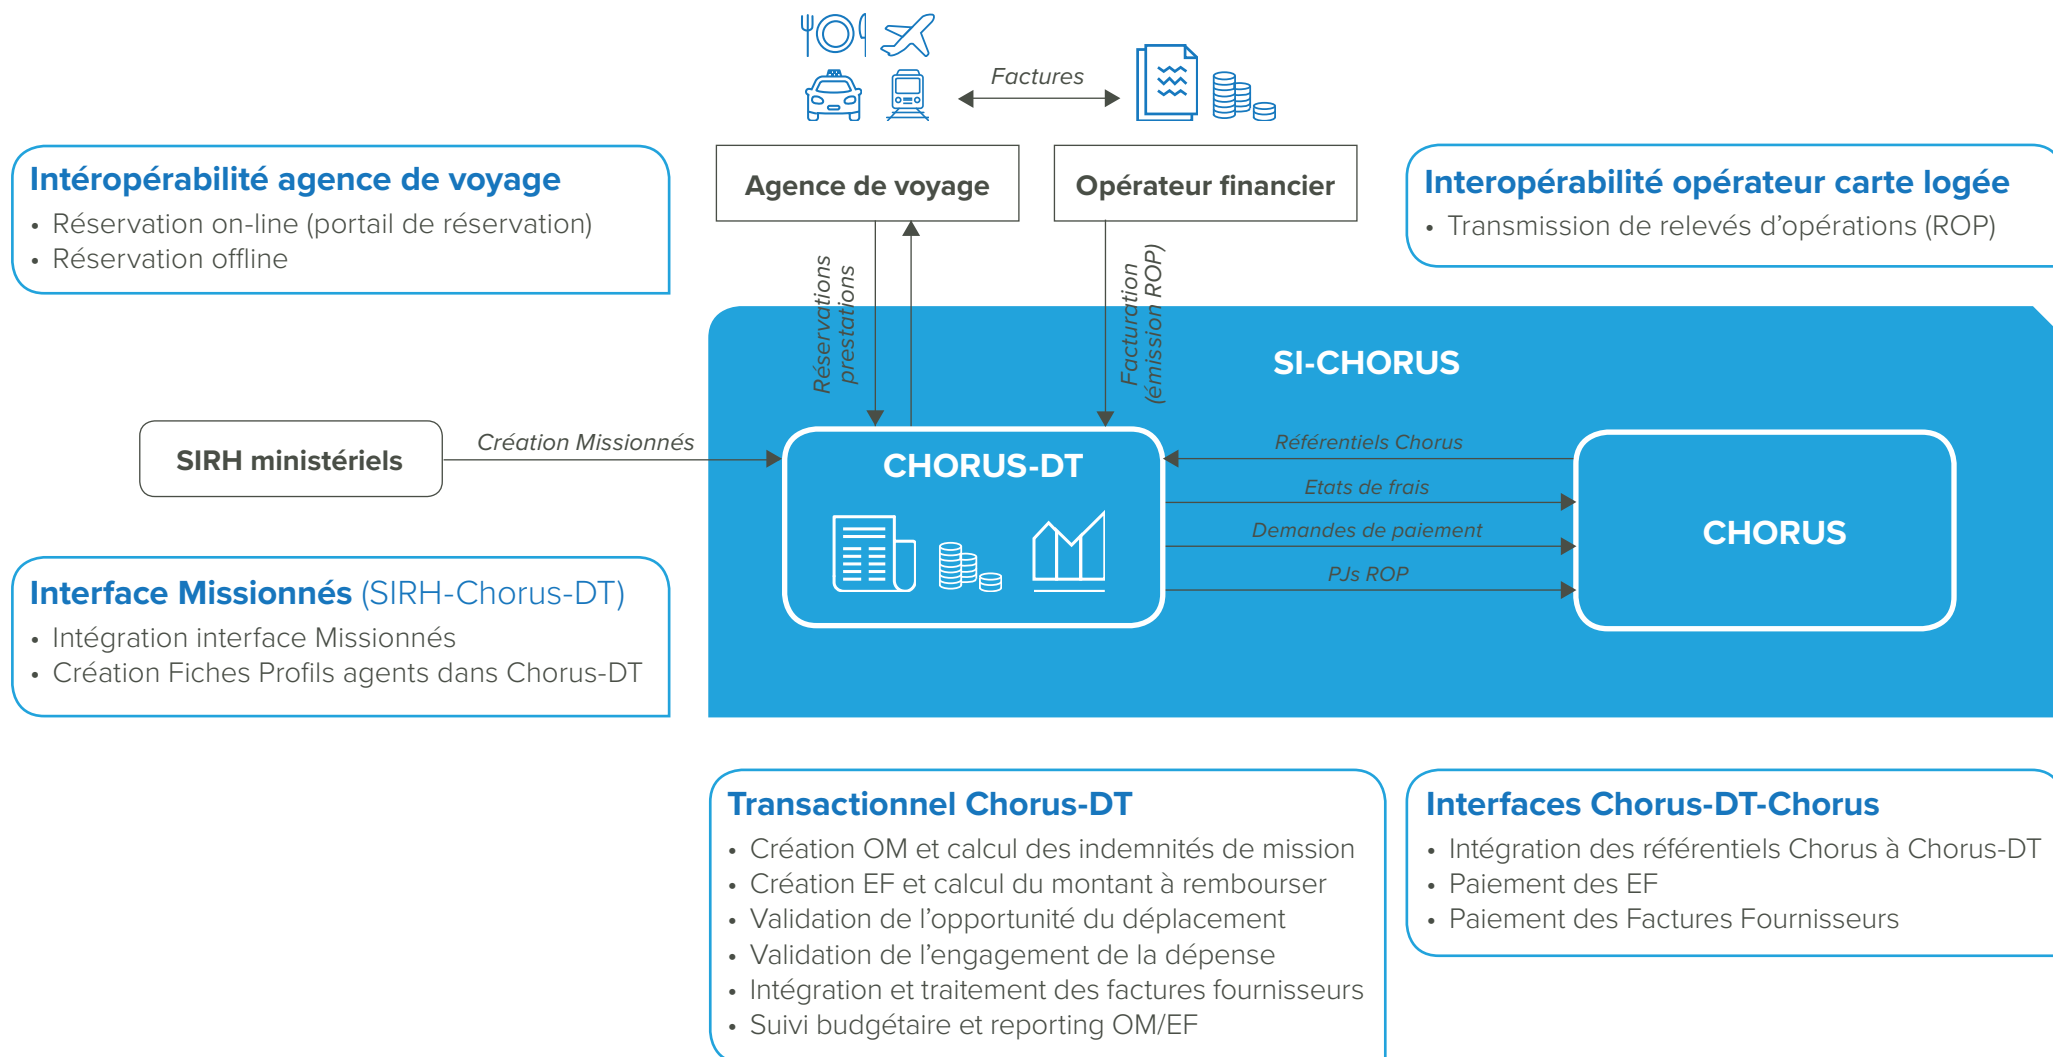 Factures
Intéropérabilité agence de voyage
• Réservation on-line (portail de réservation)
• Réservation offline
Agence de voyage
Opérateur financier
Interopérabilité opérateur carte logée
• Transmission de relevés d’opérations (ROP)
Réservations
prestations
Facturation
(émission ROP)
SI-CHORUS
SIRH ministériels
Création Missionnés
CHORUS-DT
Référentiels Chorus
Etats de frais
Demandes de paiement
PJs ROP
CHORUS
Interface Missionnés (SIRH-Chorus-DT)
• Intégration interface Missionnés
• Création Fiches Profils agents dans Chorus-DT
Transactionnel Chorus-DT
• Création OM et calcul des indemnités de mission
• Création EF et calcul du montant à rembourser
• Validation de l’opportunité du déplacement
• Validation de l’engagement de la dépense
• Intégration et traitement des factures fournisseurs
• Suivi budgétaire et reporting OM/EF
Interfaces Chorus-DT-Chorus
• Intégration des référentiels Chorus à Chorus-DT
• Paiement des EF
• Paiement des Factures Fournisseurs